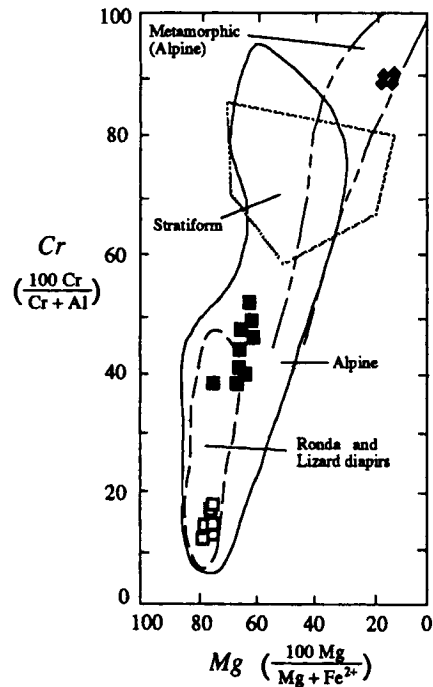 100
Metamorphic
(Alpine)
80
Stratiform
60
Cr
(100 Cr
Cr + Al)
40
Alpine
Ronda and
Lizard diapirs
20
0
100
80
60
40
20
0
Mg (100 Mg
Mg + Fe²⁺)